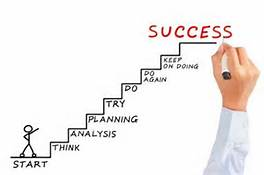 SUCCESS
KEEP
ON DOING
DO
AGAIN
DO
TRY
PLANNING
ANALYSIS
THINK
START